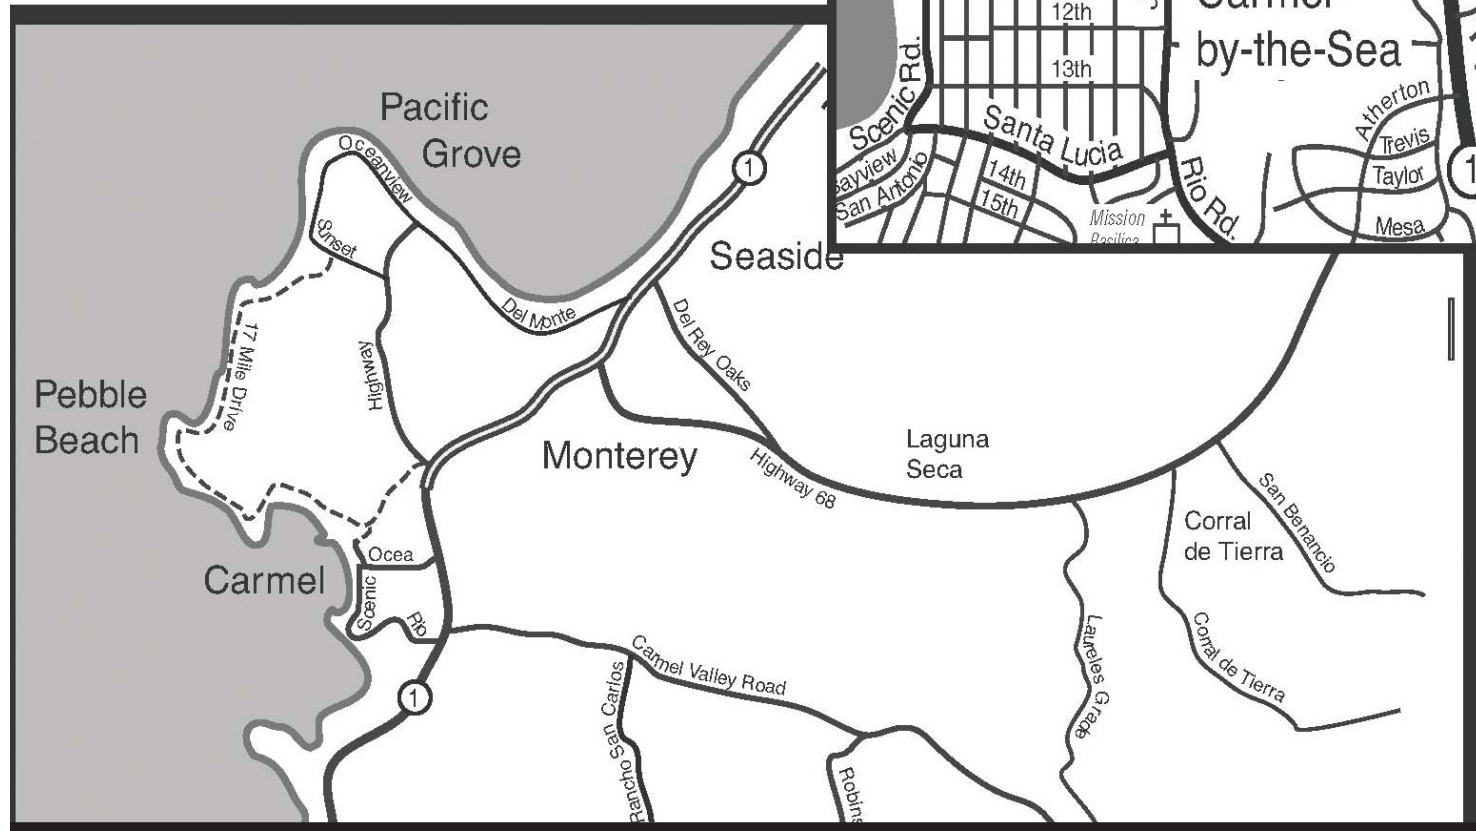 Pacific
Grove
Oceanview
Sunset
17 Mile Drive
Highway
Del Monte
1
Seaside
Del Rey Oaks
Pebble
Beach
Monterey
Highway 68
Laguna
Seca
San Benancio
Corral
de Tierra
Corral de Tierra
Laureles Grade
Carmel
Ocea
Scenic
Rio
1
Carmel Valley Road
Rancho San Carlos
Robins
12th
13th
by-the-Sea
Scenic Rd.
Santa Lucia
San Antonio
14th
15th
Mission
Rio Rd.
Atherton
Trevis
Taylor
Mesa
1